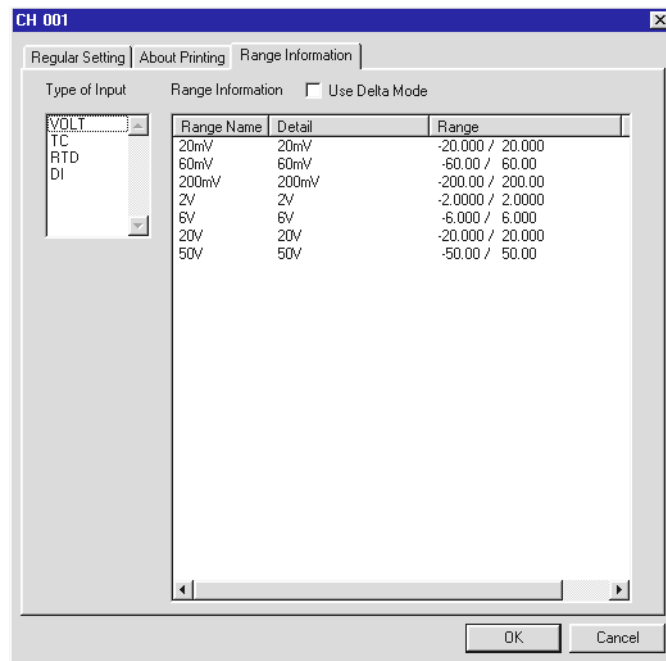 CH 001
Regular Setting About Printing Range Information
Type of Input Range Information Use Delta Mode
VOLT
TC
RTD
DI
Range Name Detail Range
20mV 20mV -20.000 / 20.000
60mV 60mV -60.00 / 60.00
200mV 200mV -200.00 / 200.00
2V 2V -2.0000 / 2.0000
6V 6V -6.000 / 6.000
20V 20V -20.000 / 20.000
50V 50V -50.00 / 50.00
OK Cancel